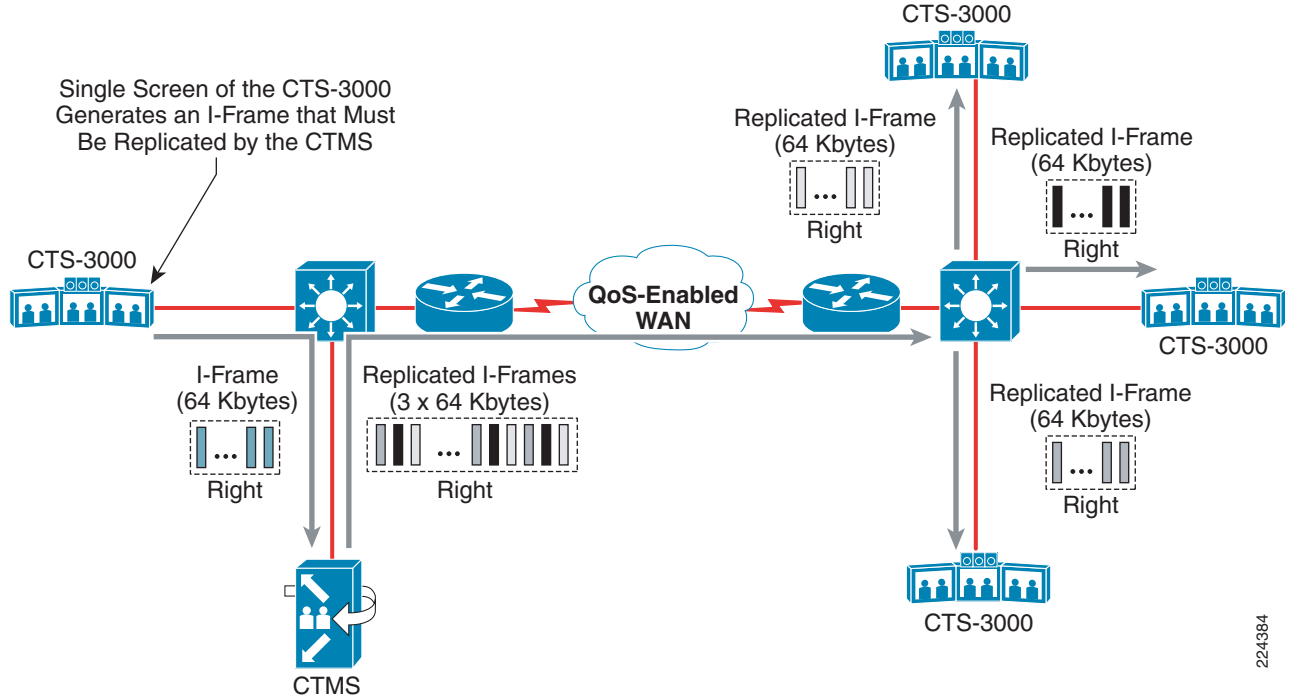 CTS-3000
Single Screen of the CTS-3000
Generates an I-Frame that Must
Be Replicated by the CTMS
Replicated I-Frame
(64 Kbytes)
...
Right
Replicated I-Frame
(64 Kbytes)
...
Right
CTS-3000
QoS-Enabled
WAN
CTS-3000
I-Frame
(64 Kbytes)
...
Right
Replicated I-Frames
(3 x 64 Kbytes)
...
Right
Replicated I-Frame
(64 Kbytes)
...
Right
CTS-3000
CTMS
224384